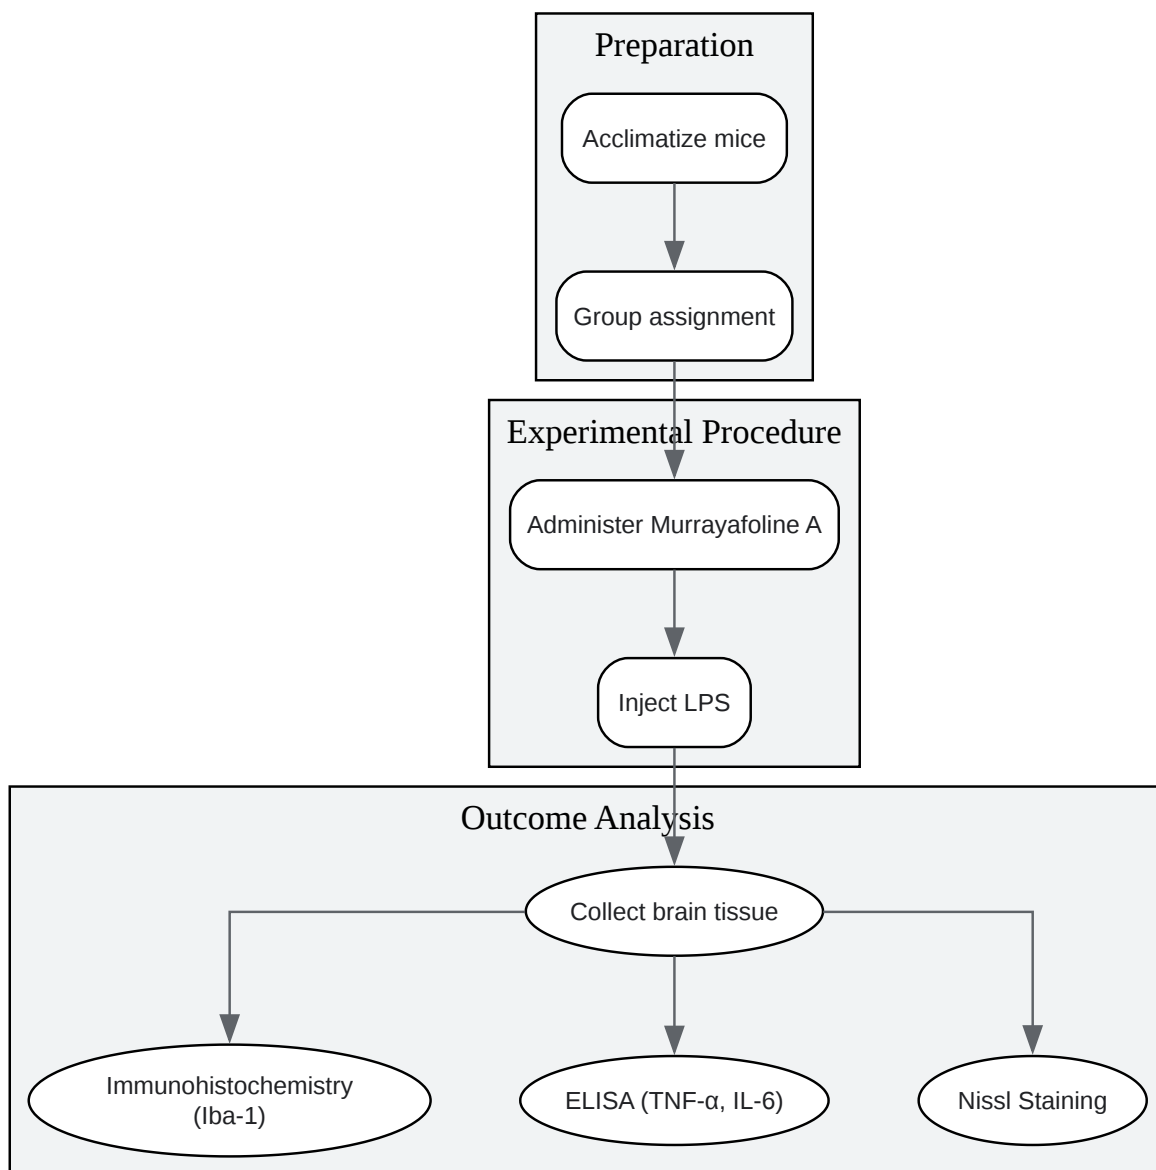 Preparation
Acclimatize mice
Group assignment
Experimental Procedure
Administer Murrayafoline A
Inject LPS
Outcome Analysis
Collect brain tissue
Immunohistochemistry
(Iba-1)
ELISA (TNF-α, IL-6)
Nissl Staining